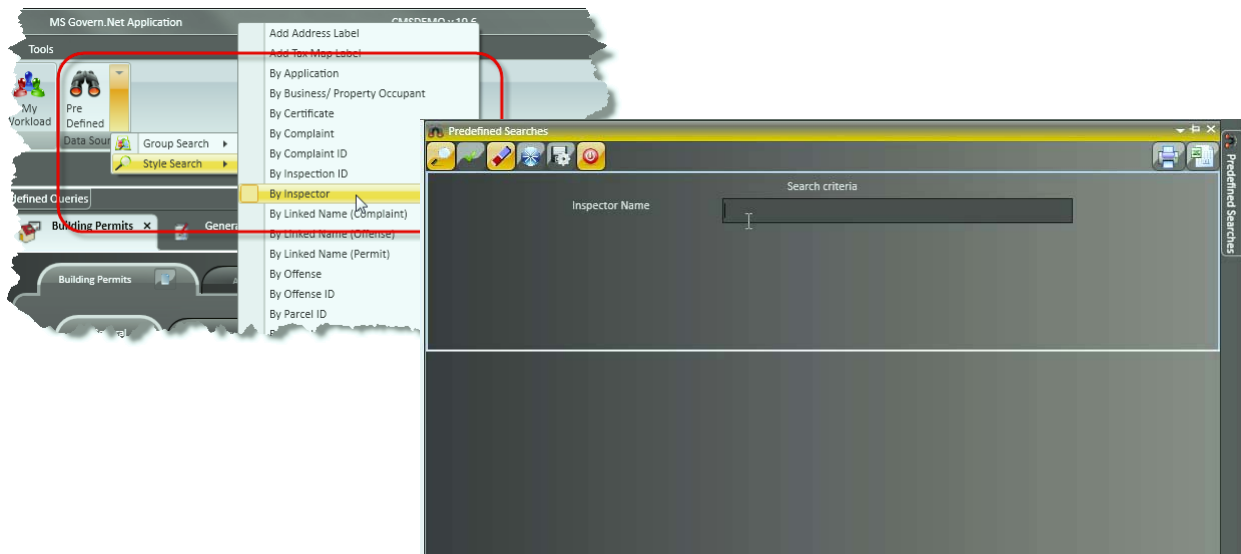 MS Govern.Net Application
CMSDEMO v 10.6
Tools
My
Workload
Pre
Defined
Data Sour
Group Search
Style Search
Add Address Label
Add Tax Map Label
By Application
By Business/ Property Occupant
By Certificate
By Complaint
By Complaint ID
By Inspection ID
By Inspector
By Linked Name (Complaint)
By Linked Name (Offense)
By Linked Name (Permit)
By Offense
By Offense ID
By Parcel ID
defined Queries
Building Permits
Gener
Building Permits
Predefined Searches
Search criteria
Inspector Name
Predefined Searches